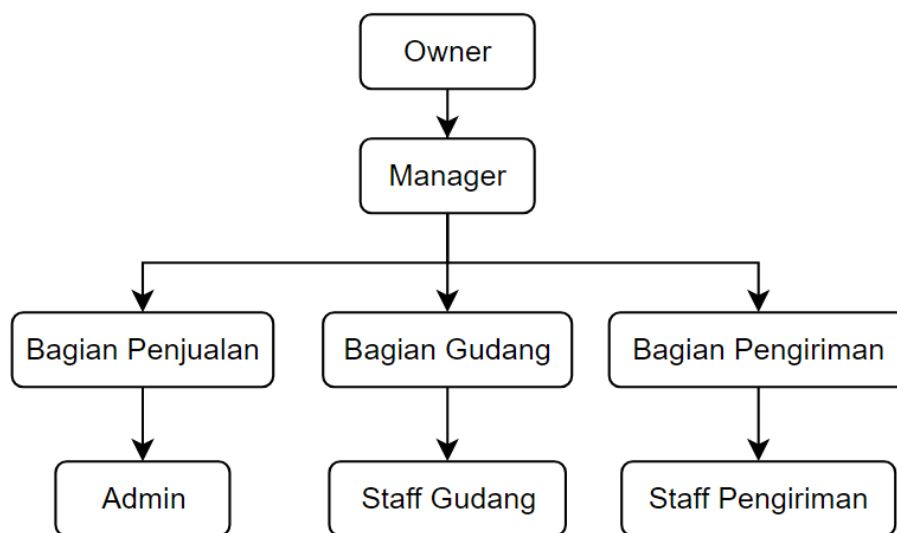 Owner
Manager
Bagian Penjualan
Bagian Gudang
Bagian Pengiriman
Admin
Staff Gudang
Staff Pengiriman